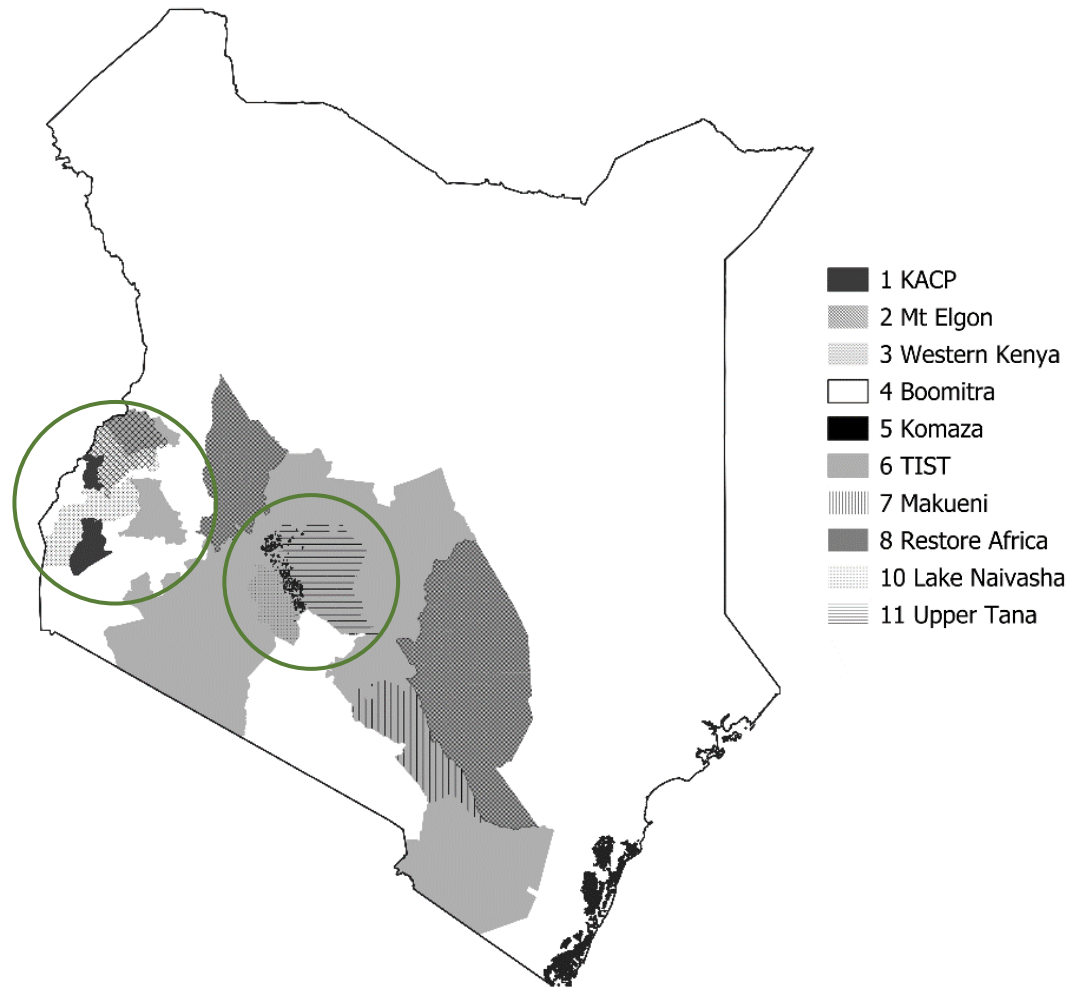 1 KACP
2 Mt Elgon
3 Western Kenya
4 Boomitra
5 Komaza
6 TIST
7 Makueni
8 Restore Africa
10 Lake Naivasha
11 Upper Tana